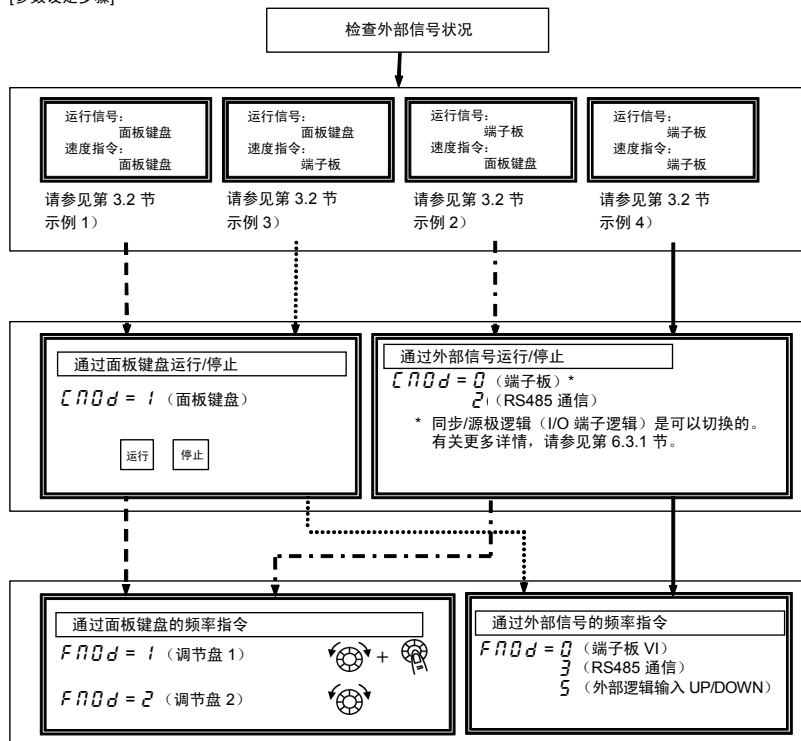 [参数设定步骤]
检查外部信号状况
运行信号：
面板键盘
速度指令：
面板键盘
请参见第 3.2 节
示例 1）
运行信号：
面板键盘
速度指令：
端子板
请参见第 3.2 节
示例 3）
运行信号：
端子板
速度指令：
面板键盘
请参见第 3.2 节
示例 2）
运行信号：
端子板
速度指令：
端子板
请参见第 3.2 节
示例 4）
通过面板键盘运行/停止
CMOd = 1（面板键盘）
运行
停止
通过外部信号运行/停止
CMOd = 0（端子板）*
2（RS485 通信）
* 同步/源极逻辑（I/O 端子逻辑）是可以切换的。
有关更多详情，请参见第 6.3.1 节。
通过面板键盘的频率指令
FMOd = 1（调节盘 1）
+
FMOd = 2（调节盘 2）
通过外部信号的频率指令
FMOd = 0（端子板 VI）
3（RS485 通信）
5（外部逻辑输入 UP/DOWN）